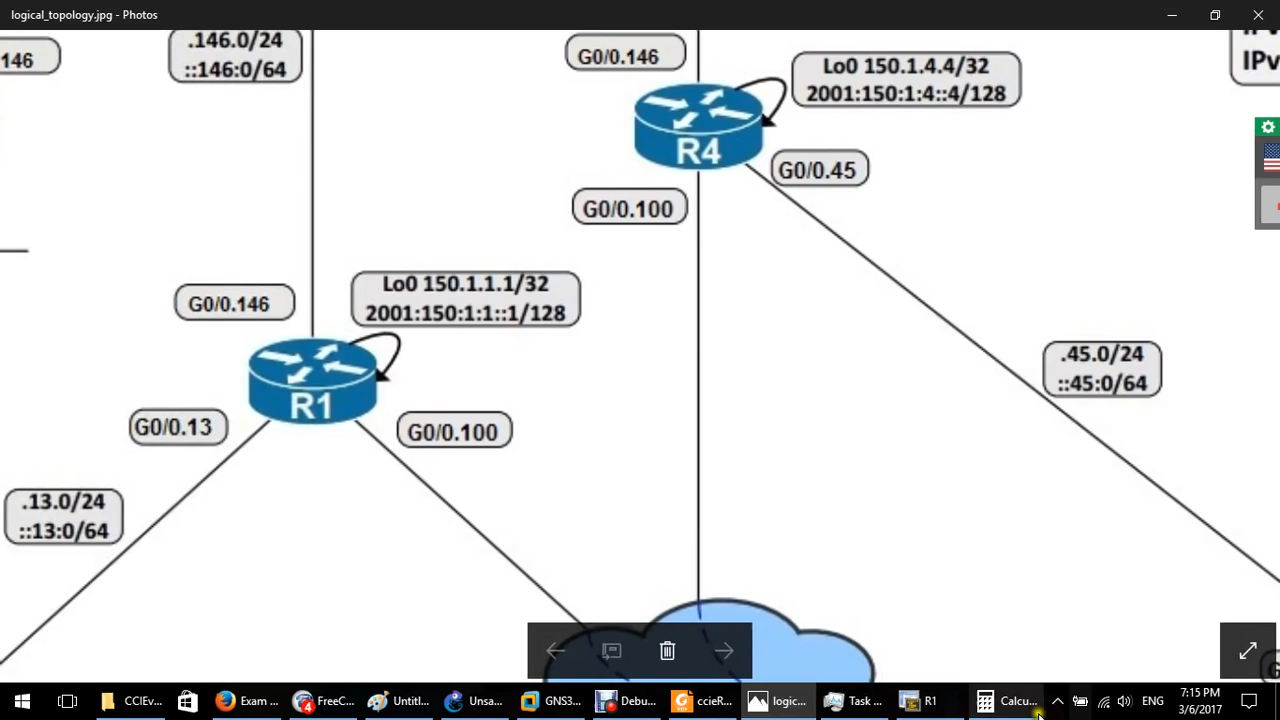 logical_topology.jpg - Photos
146
.146.0/24
::146:0/64
G0/0.146
Lo0 150.1.4.4/32
2001:150:1:4::4/128
R4
G0/0.45
G0/0.100
Lo0 150.1.1.1/32
2001:150:1:1::1/128
G0/0.146
R1
.45.0/24
::45:0/64
G0/0.13
G0/0.100
.13.0/24
::13:0/64
CCIEv...
Exam ...
FreeC...
Untitl...
Unsa...
GNS3...
Debu...
ccieR...
logic...
Task ...
R1
Calcu...
ENG
7:15 PM
3/6/2017